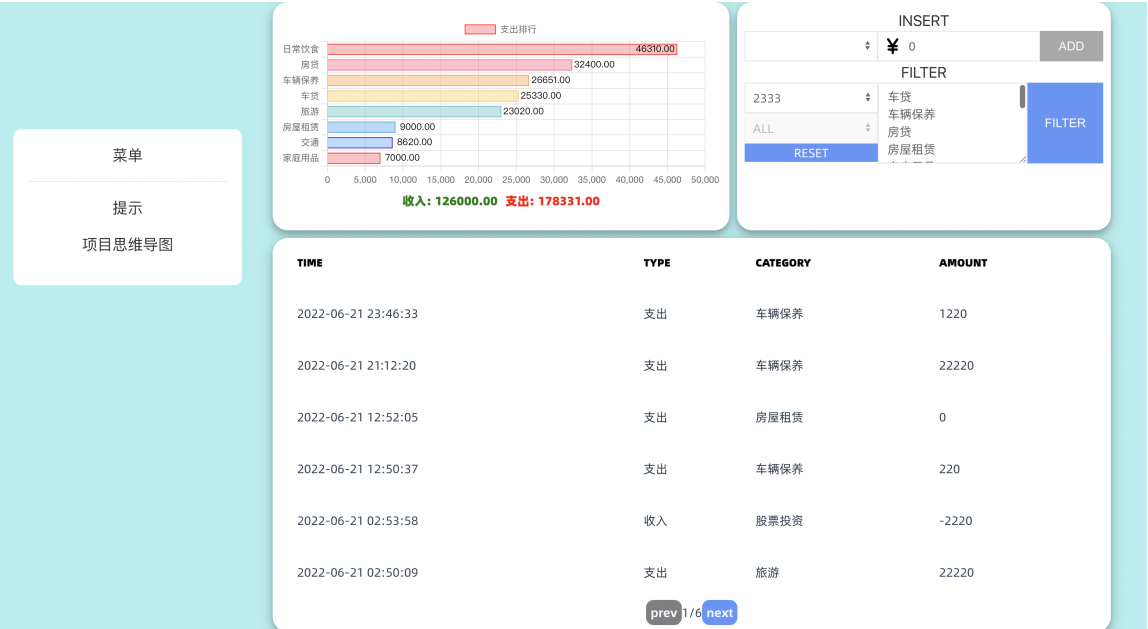 菜单
提示
项目思维导图
支出排行
日常饮食 46310.00
房贷 32400.00
车辆保养 26651.00
车贷 25330.00
旅游 23020.00
房屋租赁 9000.00
交通 8620.00
家庭用品 7000.00
0 5,000 10,000 15,000 20,000 25,000 30,000 35,000 40,000 45,000 50,000
收入: 126000.00 支出: 178331.00
INSERT
¥ 0 ADD
FILTER
2333
ALL
RESET
车贷
车辆保养
房贷
房屋租赁
FILTER
TIME TYPE CATEGORY AMOUNT
2022-06-21 23:46:33 支出 车辆保养 1220
2022-06-21 21:12:20 支出 车辆保养 22220
2022-06-21 12:52:05 支出 房屋租赁 0
2022-06-21 12:50:37 支出 车辆保养 220
2022-06-21 02:53:58 收入 股票投资 -2220
2022-06-21 02:50:09 支出 旅游 22220
prev 1/6 next